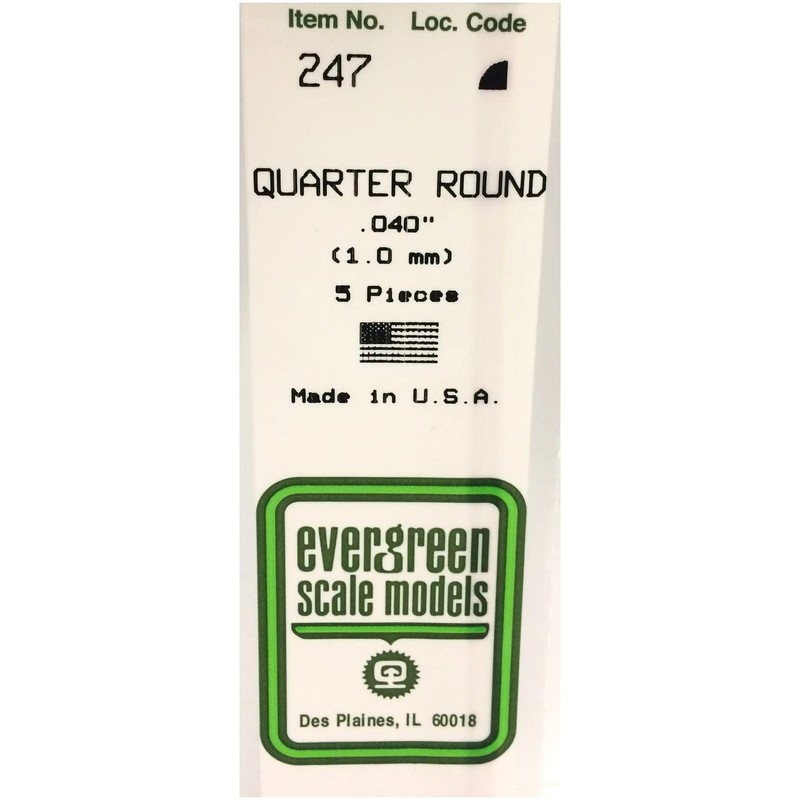 Item No. Loc. Code
247
QUARTER ROUND
.040"
(1.0 mm)
5 Pieces
Made in U.S.A.
evergreen
scale models
Des Plaines, IL 60018